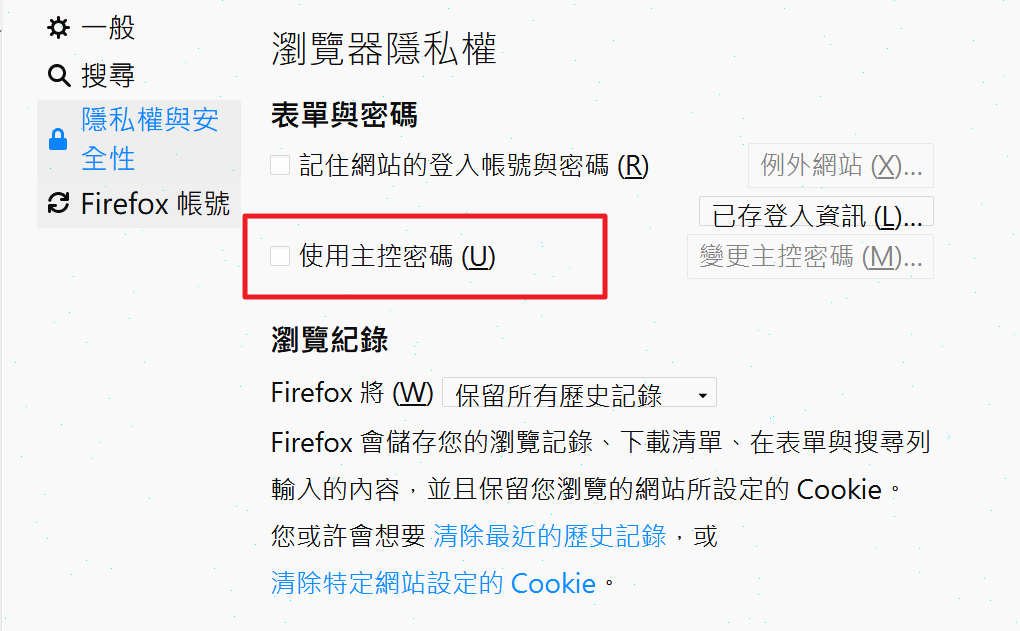 一般
搜尋
隱私權與安
全性
Firefox 帳號
瀏覽器隱私權
表單與密碼
記住網站的登入帳號與密碼 (R)
例外網站 (X)...
已存登入資訊 (L)...
使用主控密碼 (U)
變更主控密碼 (M)...
瀏覽紀錄
Firefox 將 (W) 保留所有歷史記錄
Firefox 會儲存您的瀏覽記錄、下載清單、在表單與搜尋列
輸入的內容，並且保留您瀏覽的網站所設定的 Cookie。
您或許會想要 清除最近的歷史記錄，或
清除特定網站設定的 Cookie。